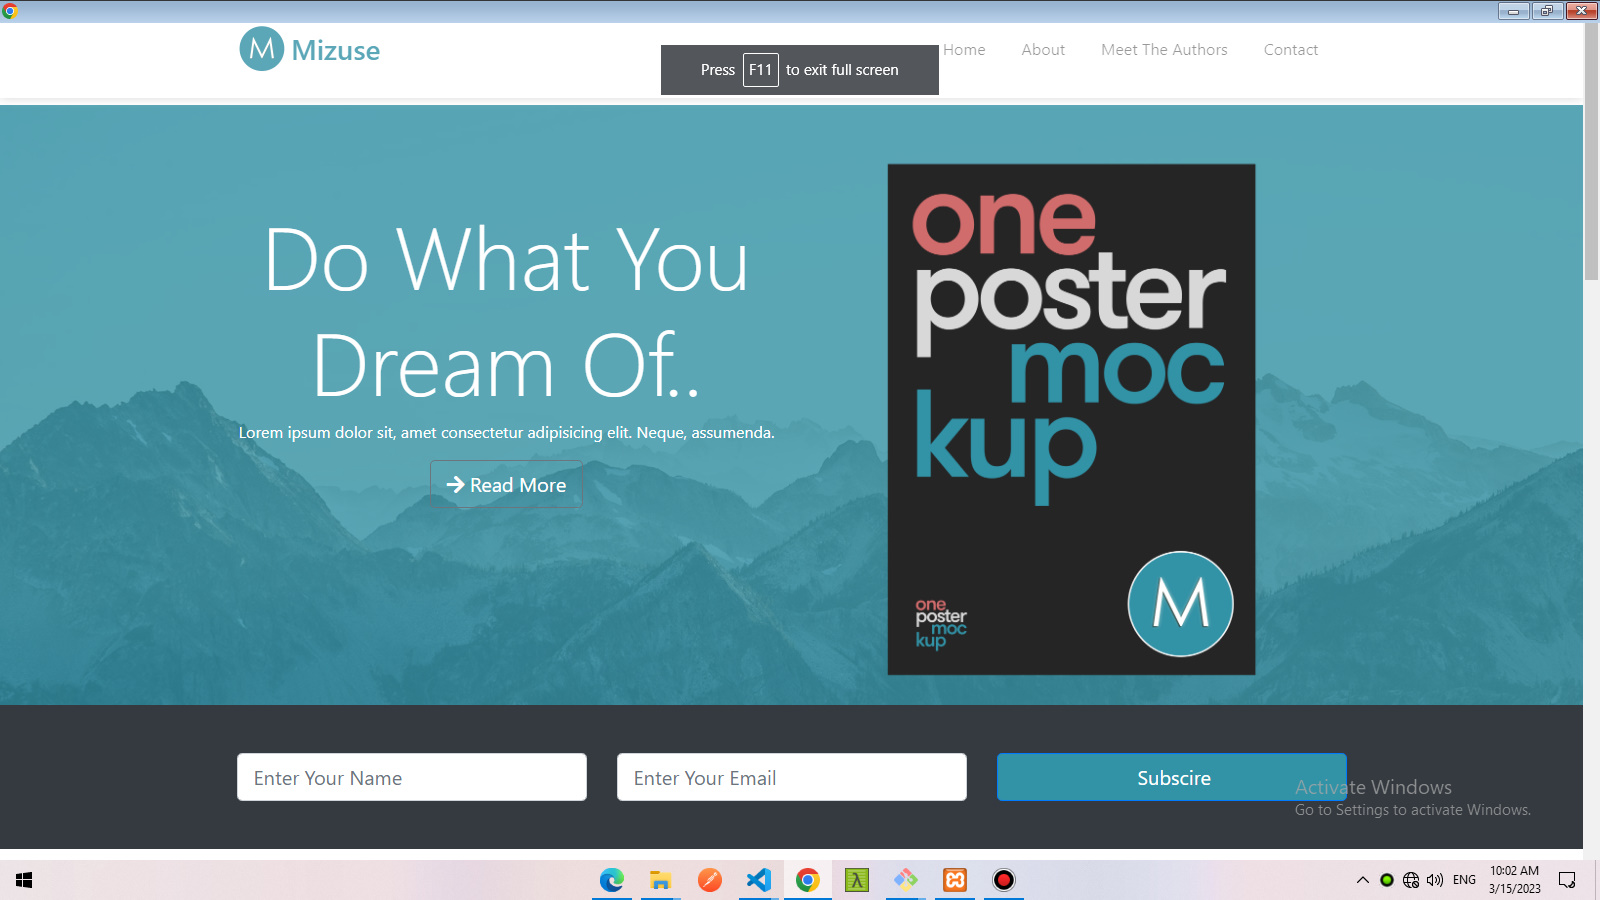 M Mizuse
Home About Meet The Authors Contact
Press F11 to exit full screen
Do What You
Dream Of..
Lorem ipsum dolor sit, amet consectetur adipisicing elit. Neque, assumenda.
Read More
one
poster
moc
kup
one
poster
moc
kup
M
Enter Your Name
Enter Your Email
Subscire
Activate Windows
Go to Settings to activate Windows.
λ
ENG
10:02 AM
3/15/2023